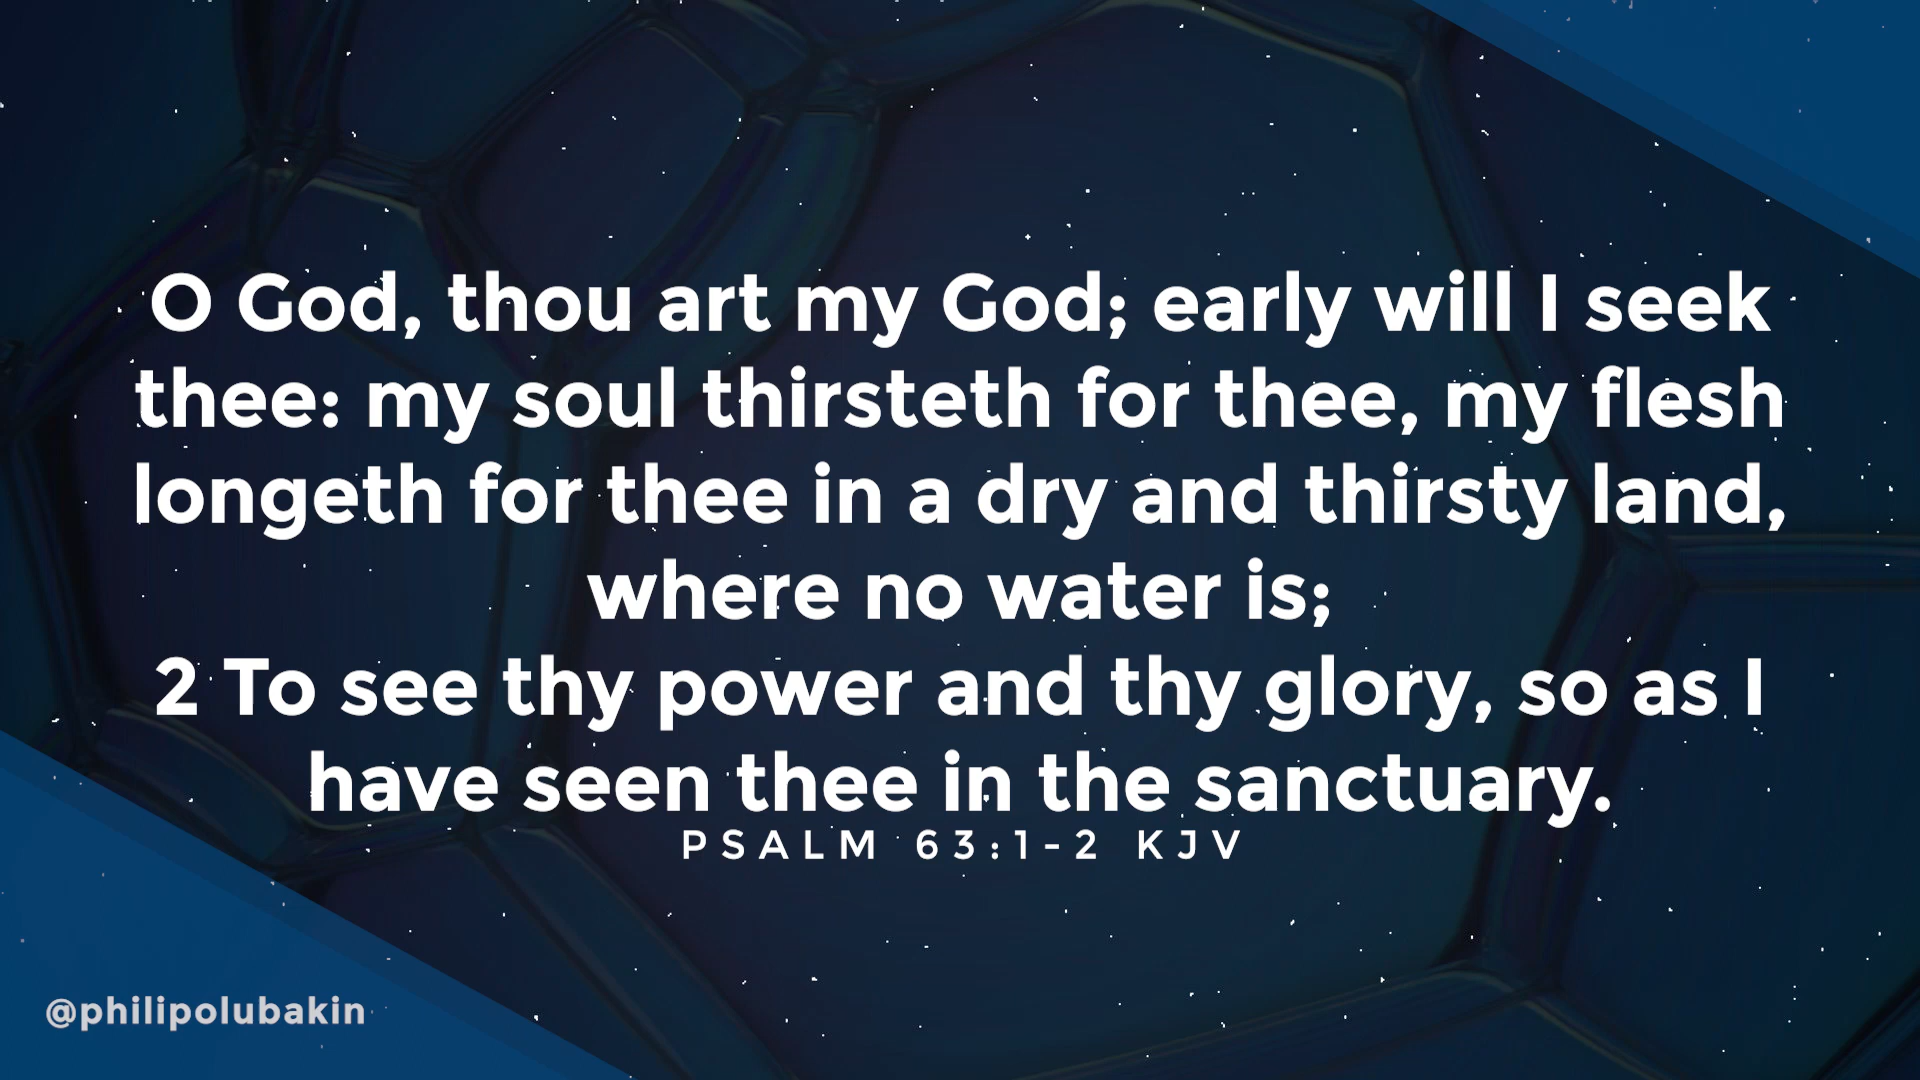 O God, thou art my God; early will I seek
thee: my soul thirsteth for thee, my flesh
longeth for thee in a dry and thirsty land,
where no water is;
2 To see thy power and thy glory, so as I
have seen thee in the sanctuary.
PSALM 63:1-2 KJV
@philipolubakin